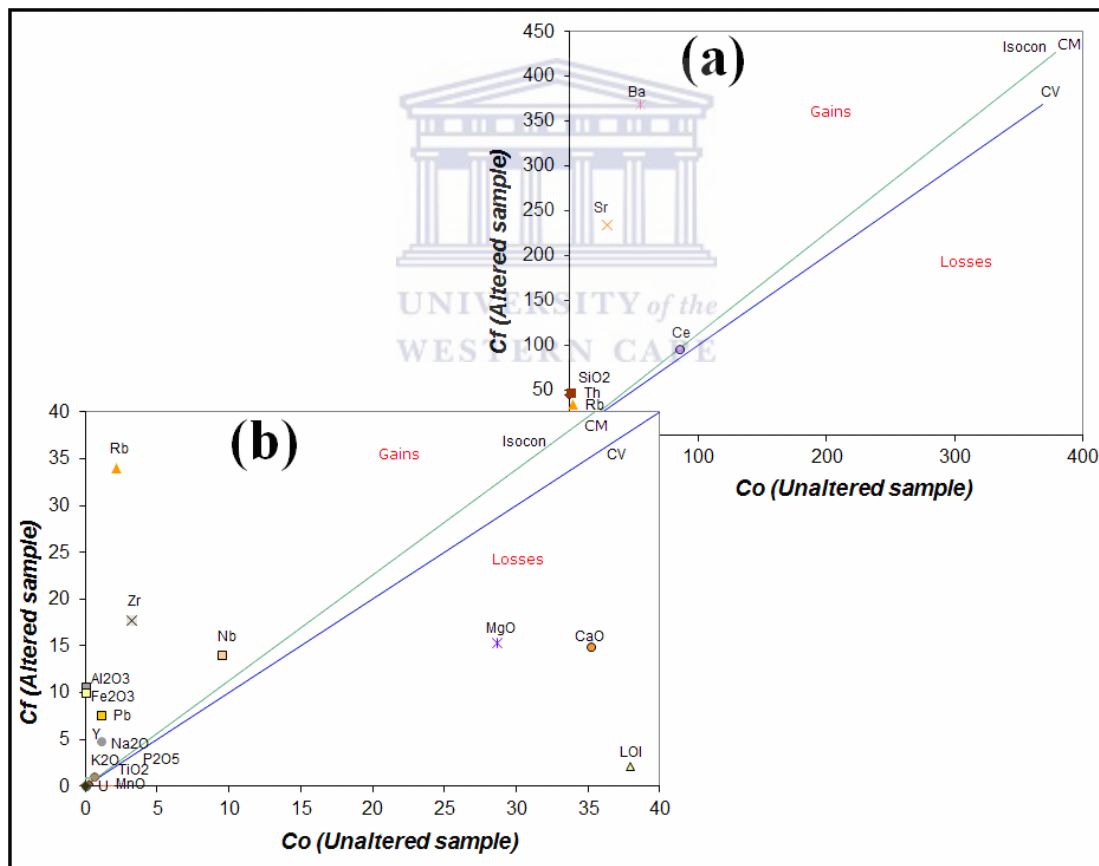 (a)
450
400
350
300
250
200
150
100
50
Cf (Altered sample)
Isocon CM
CV
Ba
Gains
Sr
Losses
Ce
SiO2
Th
Rb
UNIVERSITY of the
WESTERN CAPE
100 200 300 400
Co (Unaltered sample)
(b)
40
35
30
25
20
15
10
5
0
Cf (Altered sample)
Rb
Gains
Isocon
CM
CV
Losses
Zr
Nb
MgO
CaO
Al2O3
Fe2O3
Pb
Y
Na2O
K2O
P2O5
TiO2
U
MnO
LOI
0 5 10 15 20 25 30 35 40
Co (Unaltered sample)